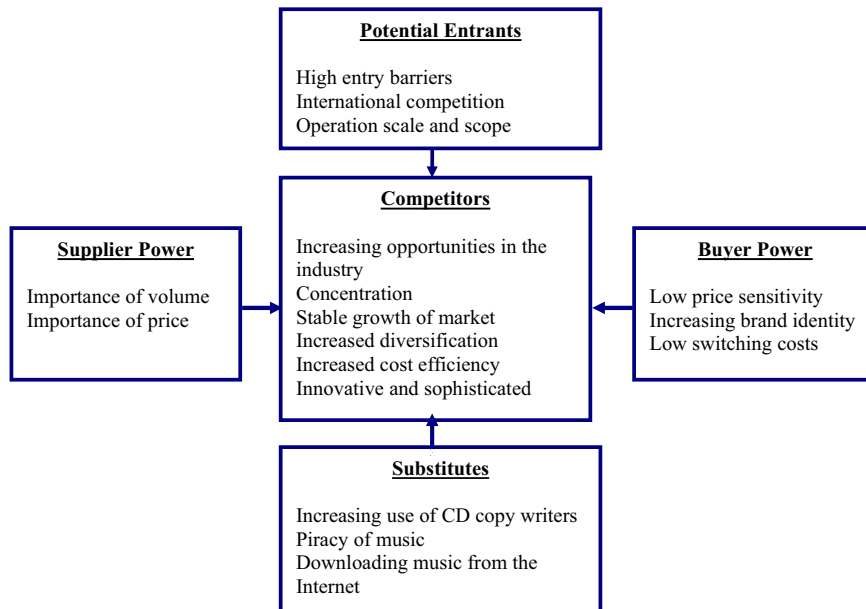 Potential Entrants
High entry barriers
International competition
Operation scale and scope
Competitors
Increasing opportunities in the
industry
Concentration
Stable growth of market
Increased diversification
Increased cost efficiency
Innovative and sophisticated
Supplier Power
Importance of volume
Importance of price
Buyer Power
Low price sensitivity
Increasing brand identity
Low switching costs
Substitutes
Increasing use of CD copy writers
Piracy of music
Downloading music from the
Internet